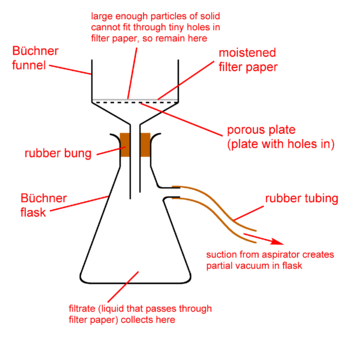 large enough particles of solid
cannot fit through tiny holes in
filter paper, so remain here
Büchner
funnel
moistened
filter paper
porous plate
(plate with holes in)
rubber bung
Büchner
flask
rubber tubing
suction from aspirator creates
partial vacuum in flask
filtrate (liquid that passes through
filter paper) collects here